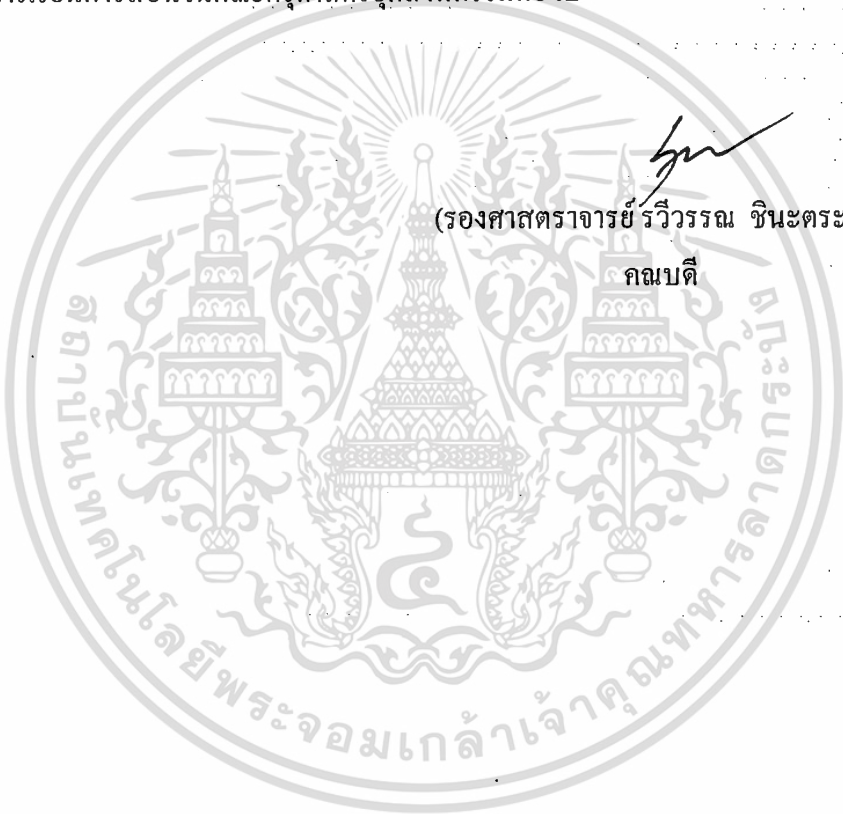 (รองศาสตราจารย์ รวีวรรณ ชินะตระ
คณบดี
สถาบันเทคโนโลยีพระจอมเกล้าเจ้าคุณทหารลาดกระบัง